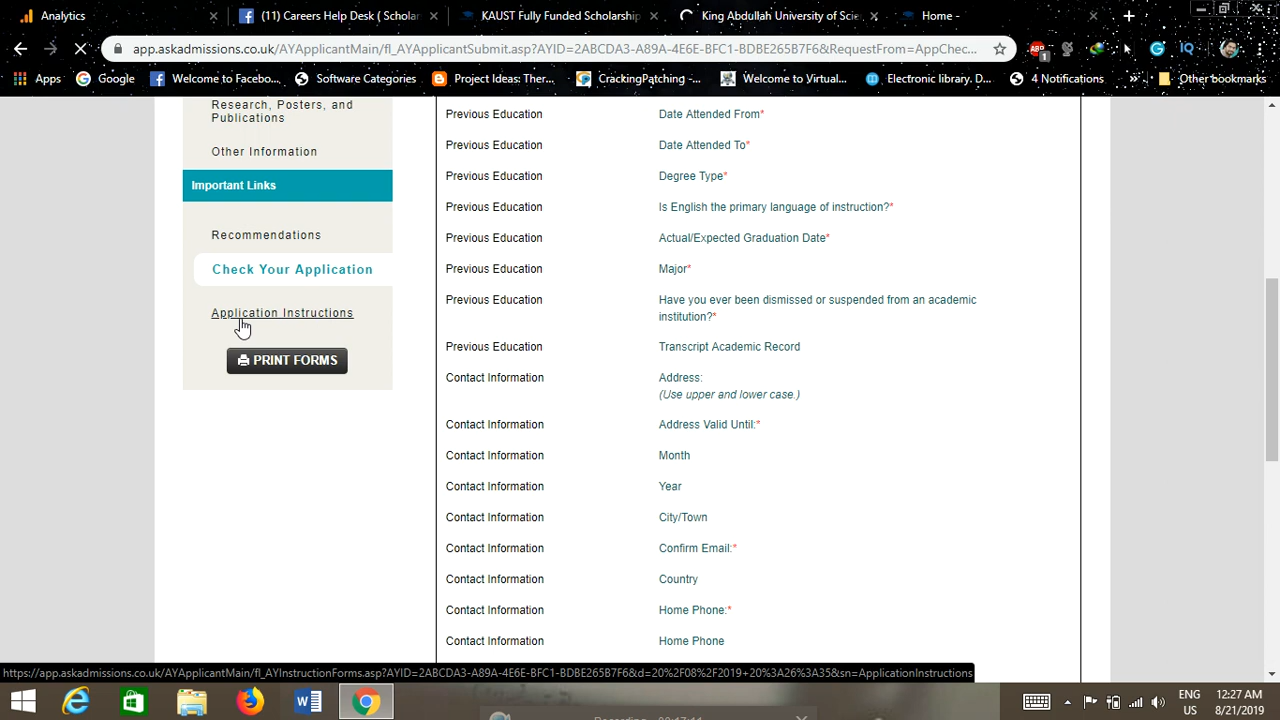 Analytics
(11) Careers Help Desk ( Scholar
KAUST Fully Funded Scholarship
King Abdullah University of Scie
Home -
app.askadmissions.co.uk/AYApplicantMain/fl_AYApplicantSubmit.asp?AYID=2ABCDA3-A89A-4E6E-BFC1-BDBE265B7F6&RequestFrom=AppChec...
ABP
1
IQ
Apps
Google
Welcome to Facebo...
Software Categories
Project Ideas: Ther...
CrackingPatching —...
Welcome to Virtual...
Electronic library. D...
4 Notifications
Other bookmarks
Research, Posters, and
Publications
Other Information
Important Links
Recommendations
Check Your Application
Application Instructions
PRINT FORMS
Previous Education Date Attended From*
Previous Education Date Attended To*
Previous Education Degree Type*
Previous Education Is English the primary language of instruction?*
Previous Education Actual/Expected Graduation Date*
Previous Education Major*
Previous Education Have you ever been dismissed or suspended from an academic
institution?*
Previous Education Transcript Academic Record
Contact Information Address:
(Use upper and lower case.)
Contact Information Address Valid Until:*
Contact Information Month
Contact Information Year
Contact Information City/Town
Contact Information Confirm Email:*
Contact Information Country
Contact Information Home Phone:*
Contact Information Home Phone
https://app.askadmissions.co.uk/AYApplicantMain/fl_AYInstructionForms.asp?AYID=2ABCDA3-A89A-4E6E-BFC1-BDBE265B7F6&d=20%2F08%2F2019+20%3A26%3A35&sn=ApplicationInstructions
ENG
US
12:27 AM
8/21/2019